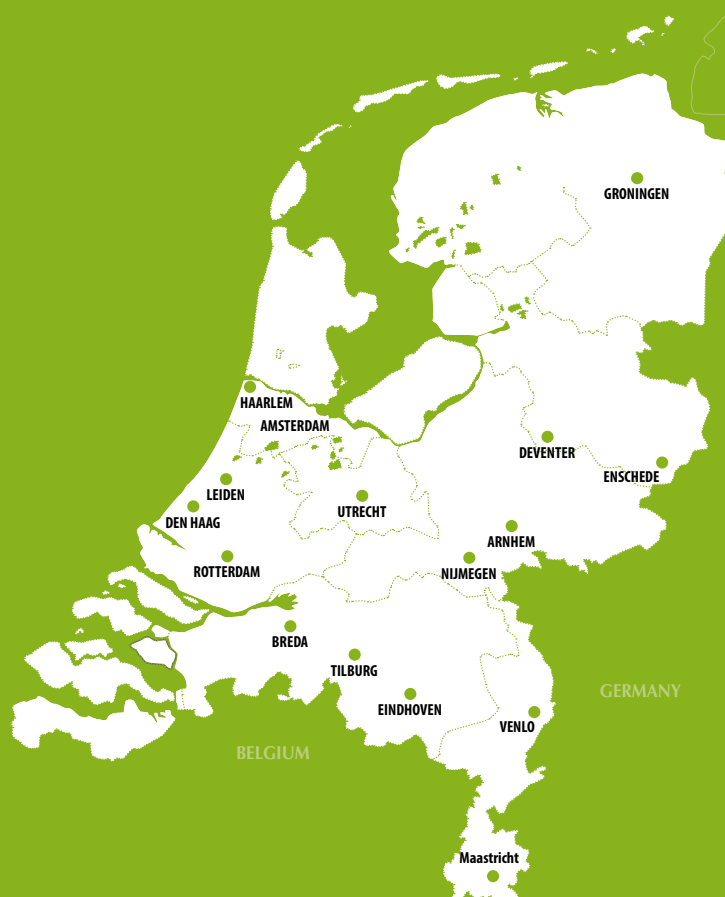 GRONINGEN
HAARLEM
AMSTERDAM
DEVENTER
ENSCHEDE
LEIDEN
UTRECHT
DEN HAAG
ARNHEM
ROTTERDAM
NIJMEGEN
BREDA
TILBURG
GERMANY
EINDHOVEN
VENLO
BELGIUM
Maastricht